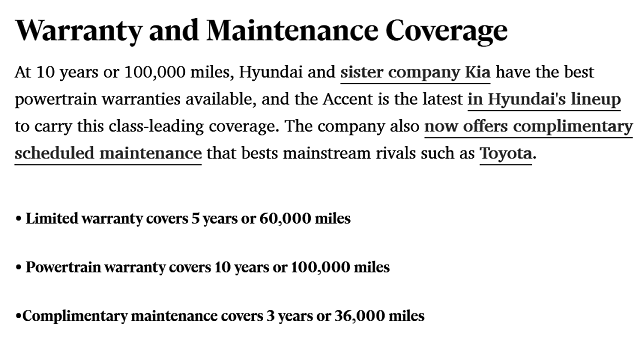 Warranty and Maintenance Coverage
At 10 years or 100,000 miles, Hyundai and sister company Kia have the best
powertrain warranties available, and the Accent is the latest in Hyundai's lineup
to carry this class-leading coverage. The company also now offers complimentary
scheduled maintenance that bests mainstream rivals such as Toyota.
• Limited warranty covers 5 years or 60,000 miles
• Powertrain warranty covers 10 years or 100,000 miles
•Complimentary maintenance covers 3 years or 36,000 miles